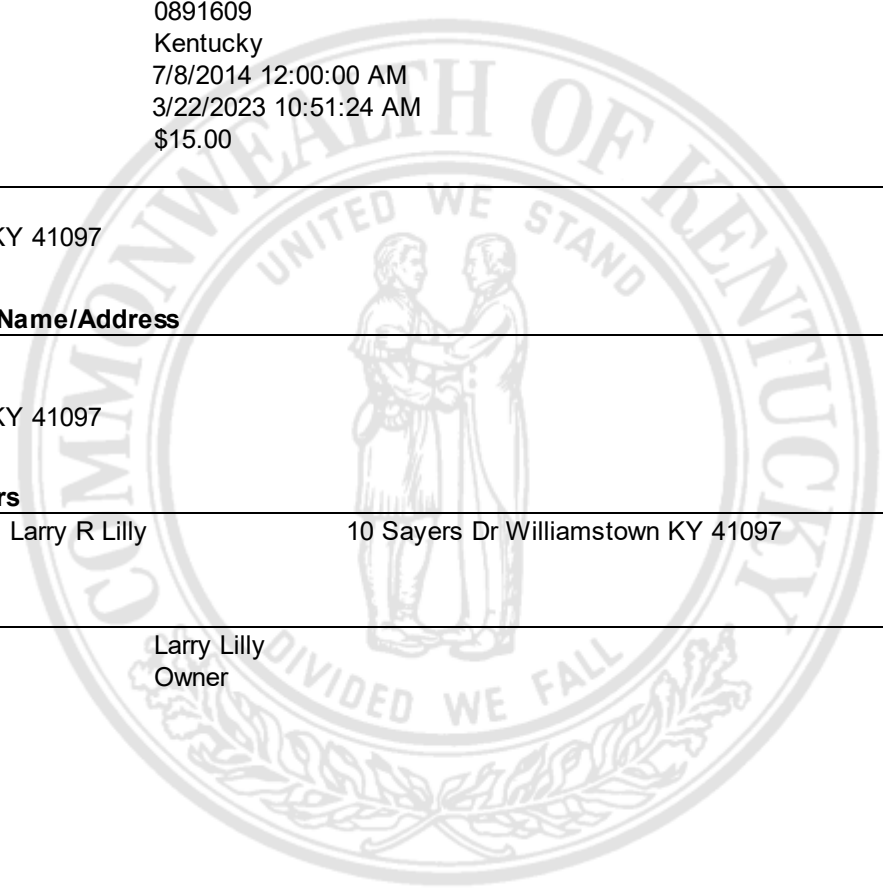 0891609
Kentucky
7/8/2014 12:00:00 AM
3/22/2023 10:51:24 AM
$15.00
KY 41097
Name/Address
KY 41097
rs
Larry R Lilly 10 Sayers Dr Williamstown KY 41097
Larry Lilly
Owner
COMMONWEALTH OF KENTUCKY
UNITED WE STAND
DIVIDED WE FALL